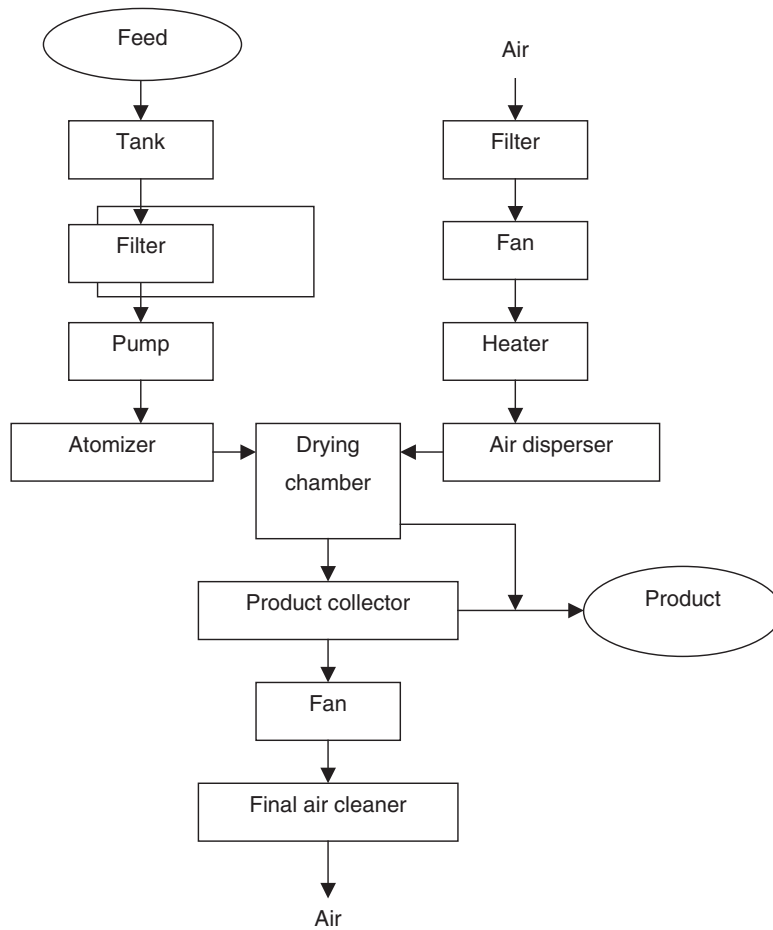 Feed
Air
Tank
Filter
Filter
Fan
Pump
Heater
Atomizer
Drying
chamber
Air disperser
Product collector
Product
Fan
Final air cleaner
Air